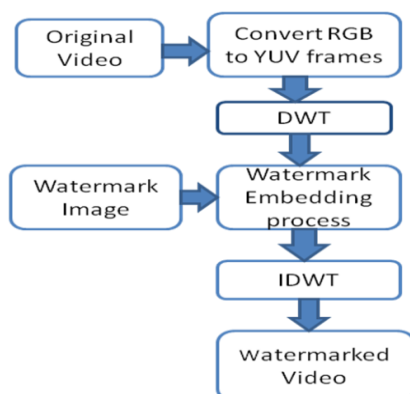 Original
Video
Convert RGB
to YUV frames
DWT
Watermark
Image
Watermark
Embedding
process
IDWT
Watermarked
Video